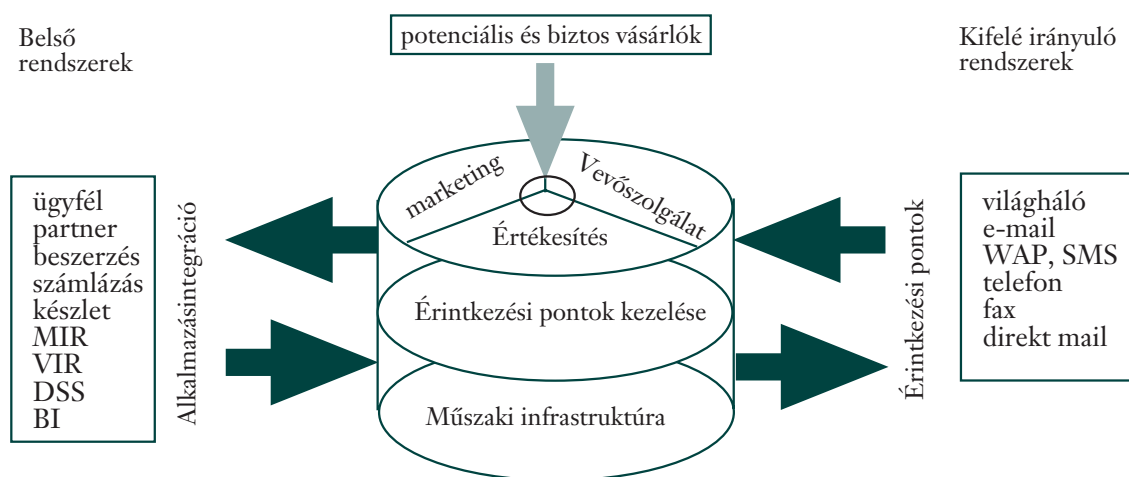 Belső
rendszerek
potenciális és biztos vásárlók
Kifelé irányuló
rendszerek
ügyfél
partner
beszerzés
számlázás
készlet
MIR
VIR
DSS
BI
Alkalmazásintegráció
marketing
Vevőszolgálat
Értékesítés
Érintkezési pontok kezelése
Műszaki infrastruktúra
Érintkezési pontok
világháló
e-mail
WAP, SMS
telefon
fax
direkt mail